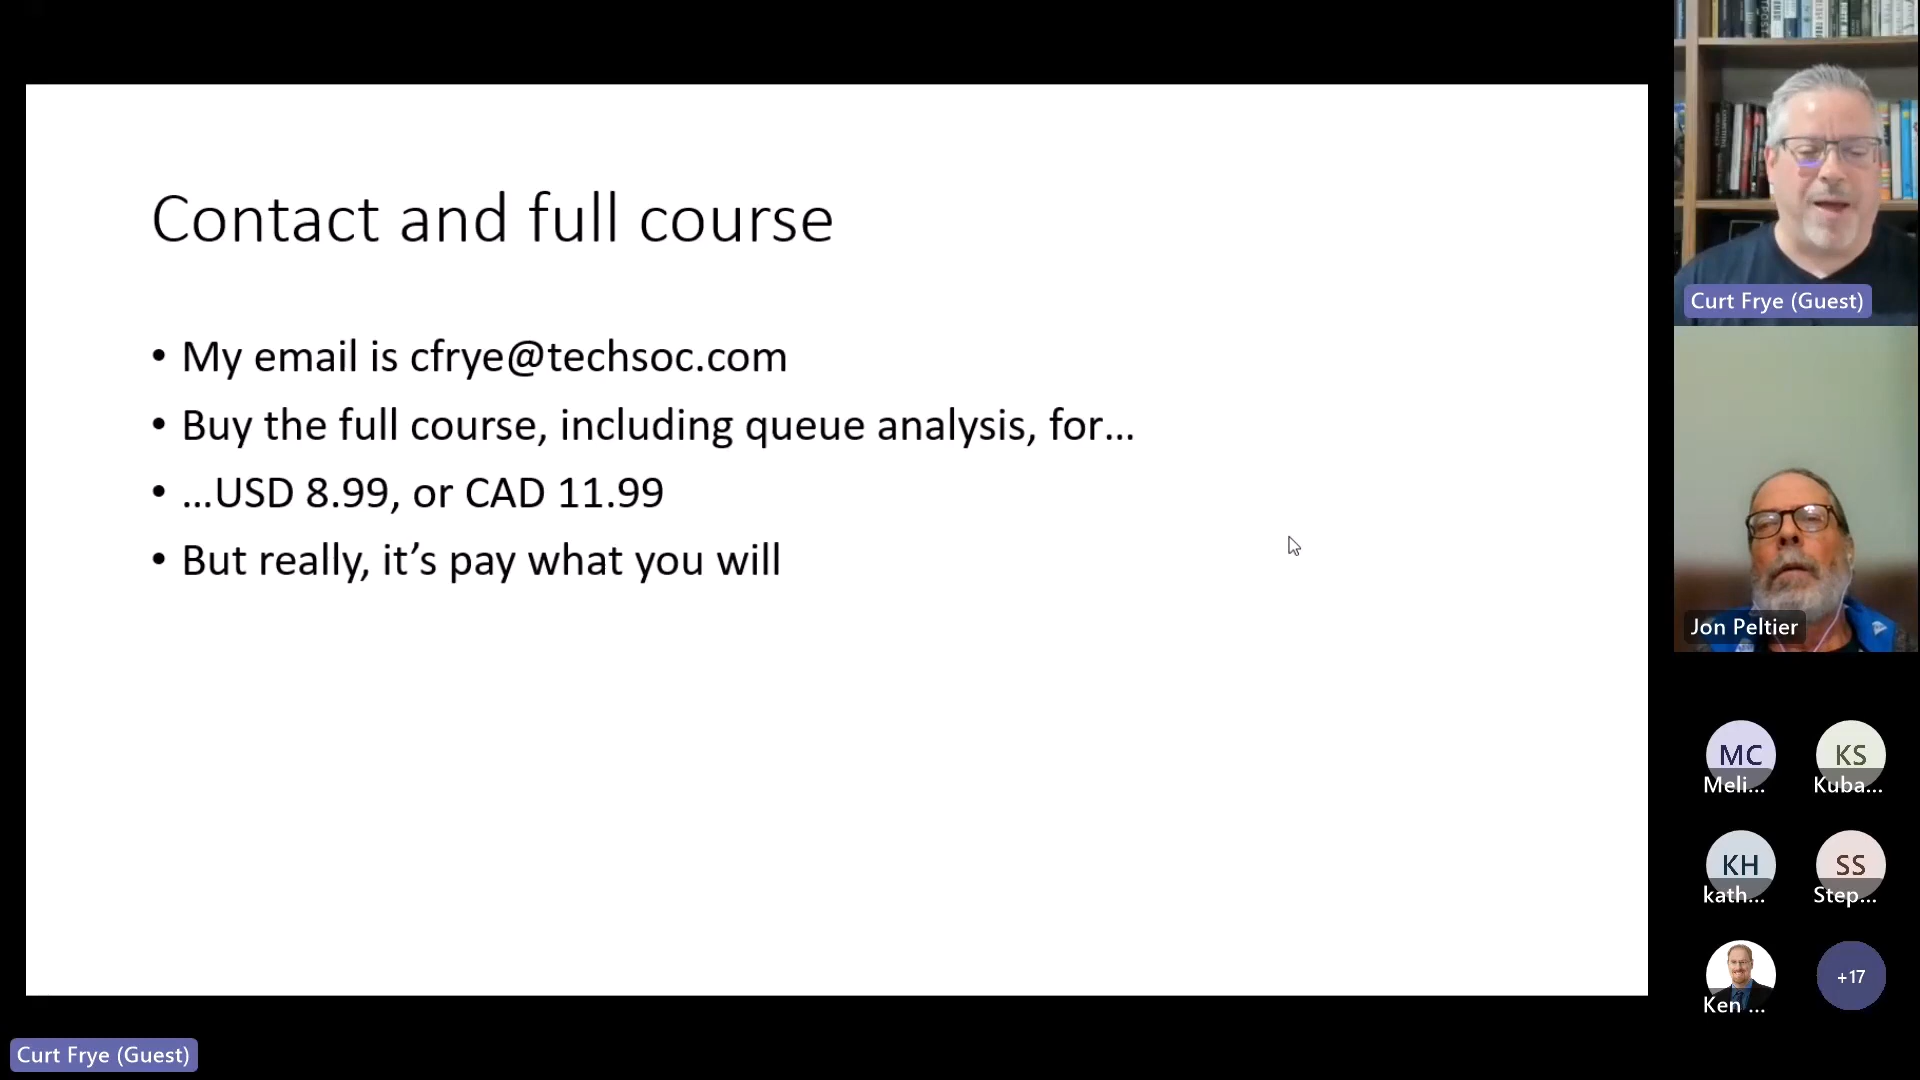 Contact and full course
• My email is cfrye@techsoc.com
• Buy the full course, including queue analysis, for…
• …USD 8.99, or CAD 11.99
• But really, it’s pay what you will
Curt Frye (Guest)
Jon Peltier
MC
Meli...
KS
Kuba...
KH
kath...
SS
Step...
Ken ...
+17
Curt Frye (Guest)